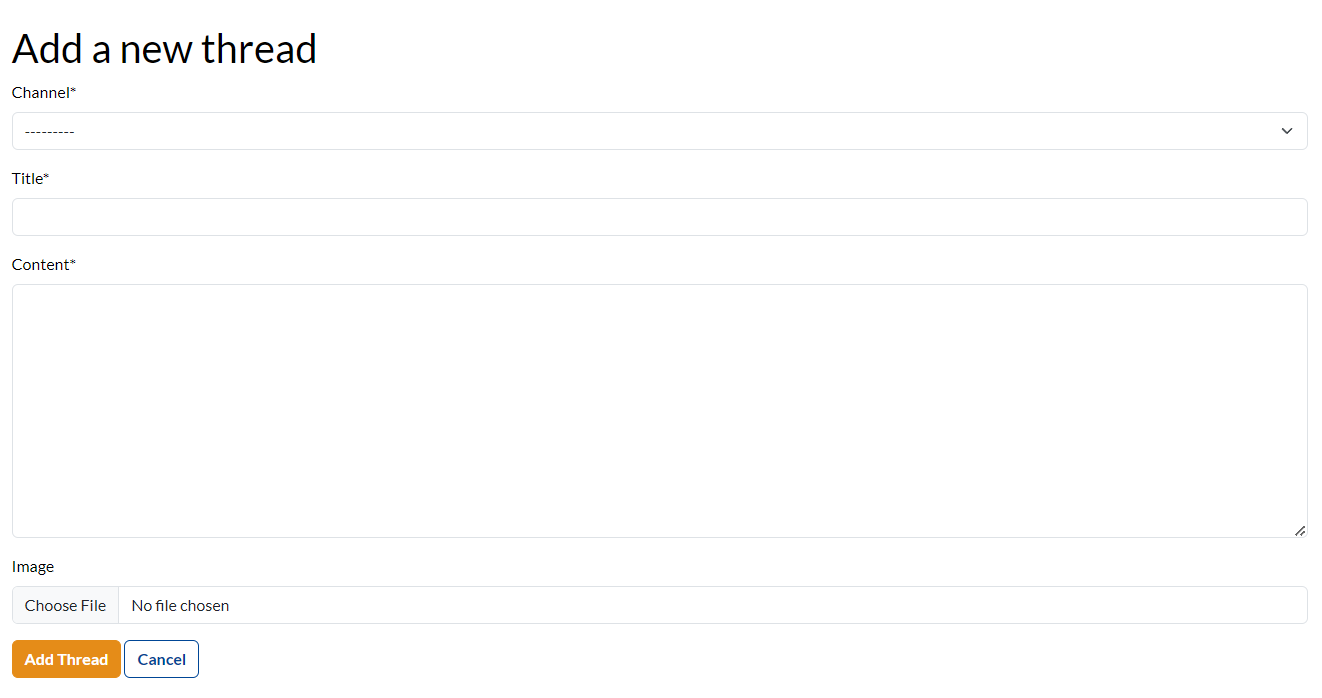 Add a new thread
Channel*
---------
Title*
Content*
Image
Choose File No file chosen
Add Thread Cancel